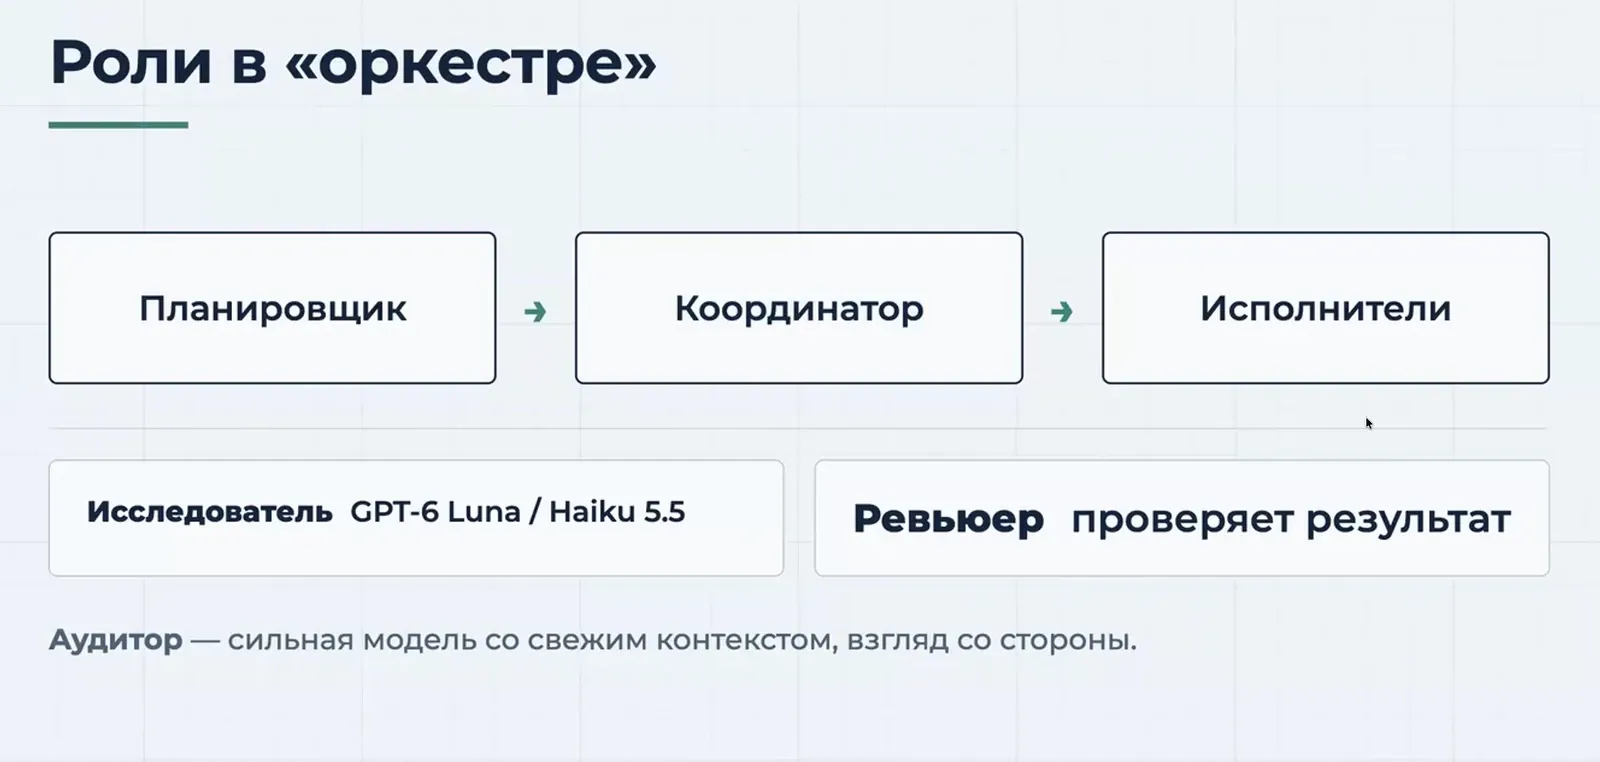 Роли в «оркестре»
Планировщик → Координатор → Исполнители
Исследователь GPT-6 Luna / Haiku 5.5
Ревьюер проверяет результат
Аудитор — сильная модель со свежим контекстом, взгляд со стороны.